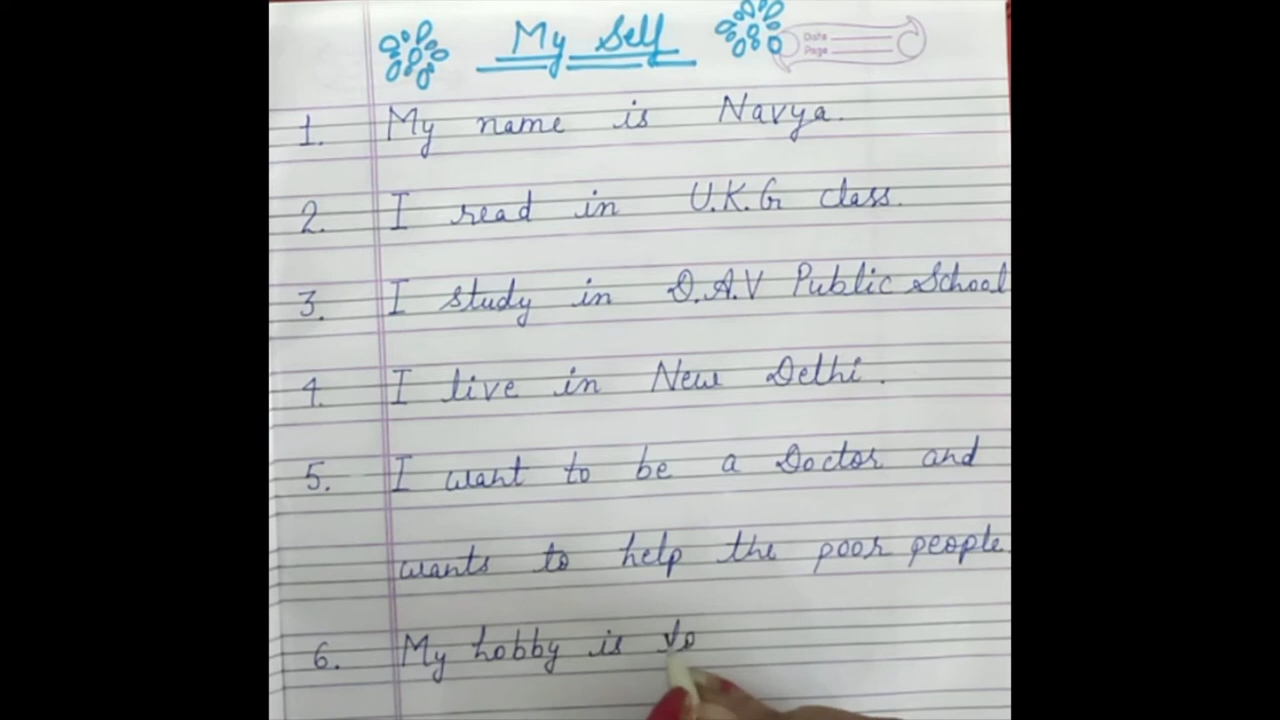 My Self
Date
Page
1. My name is Navya.
2. I read in U.K.G class.
3. I study in D.A.V Public School
4. I live in New Delhi.
5. I want to be a Doctor and
wants to help the poor people
6. My hobby is